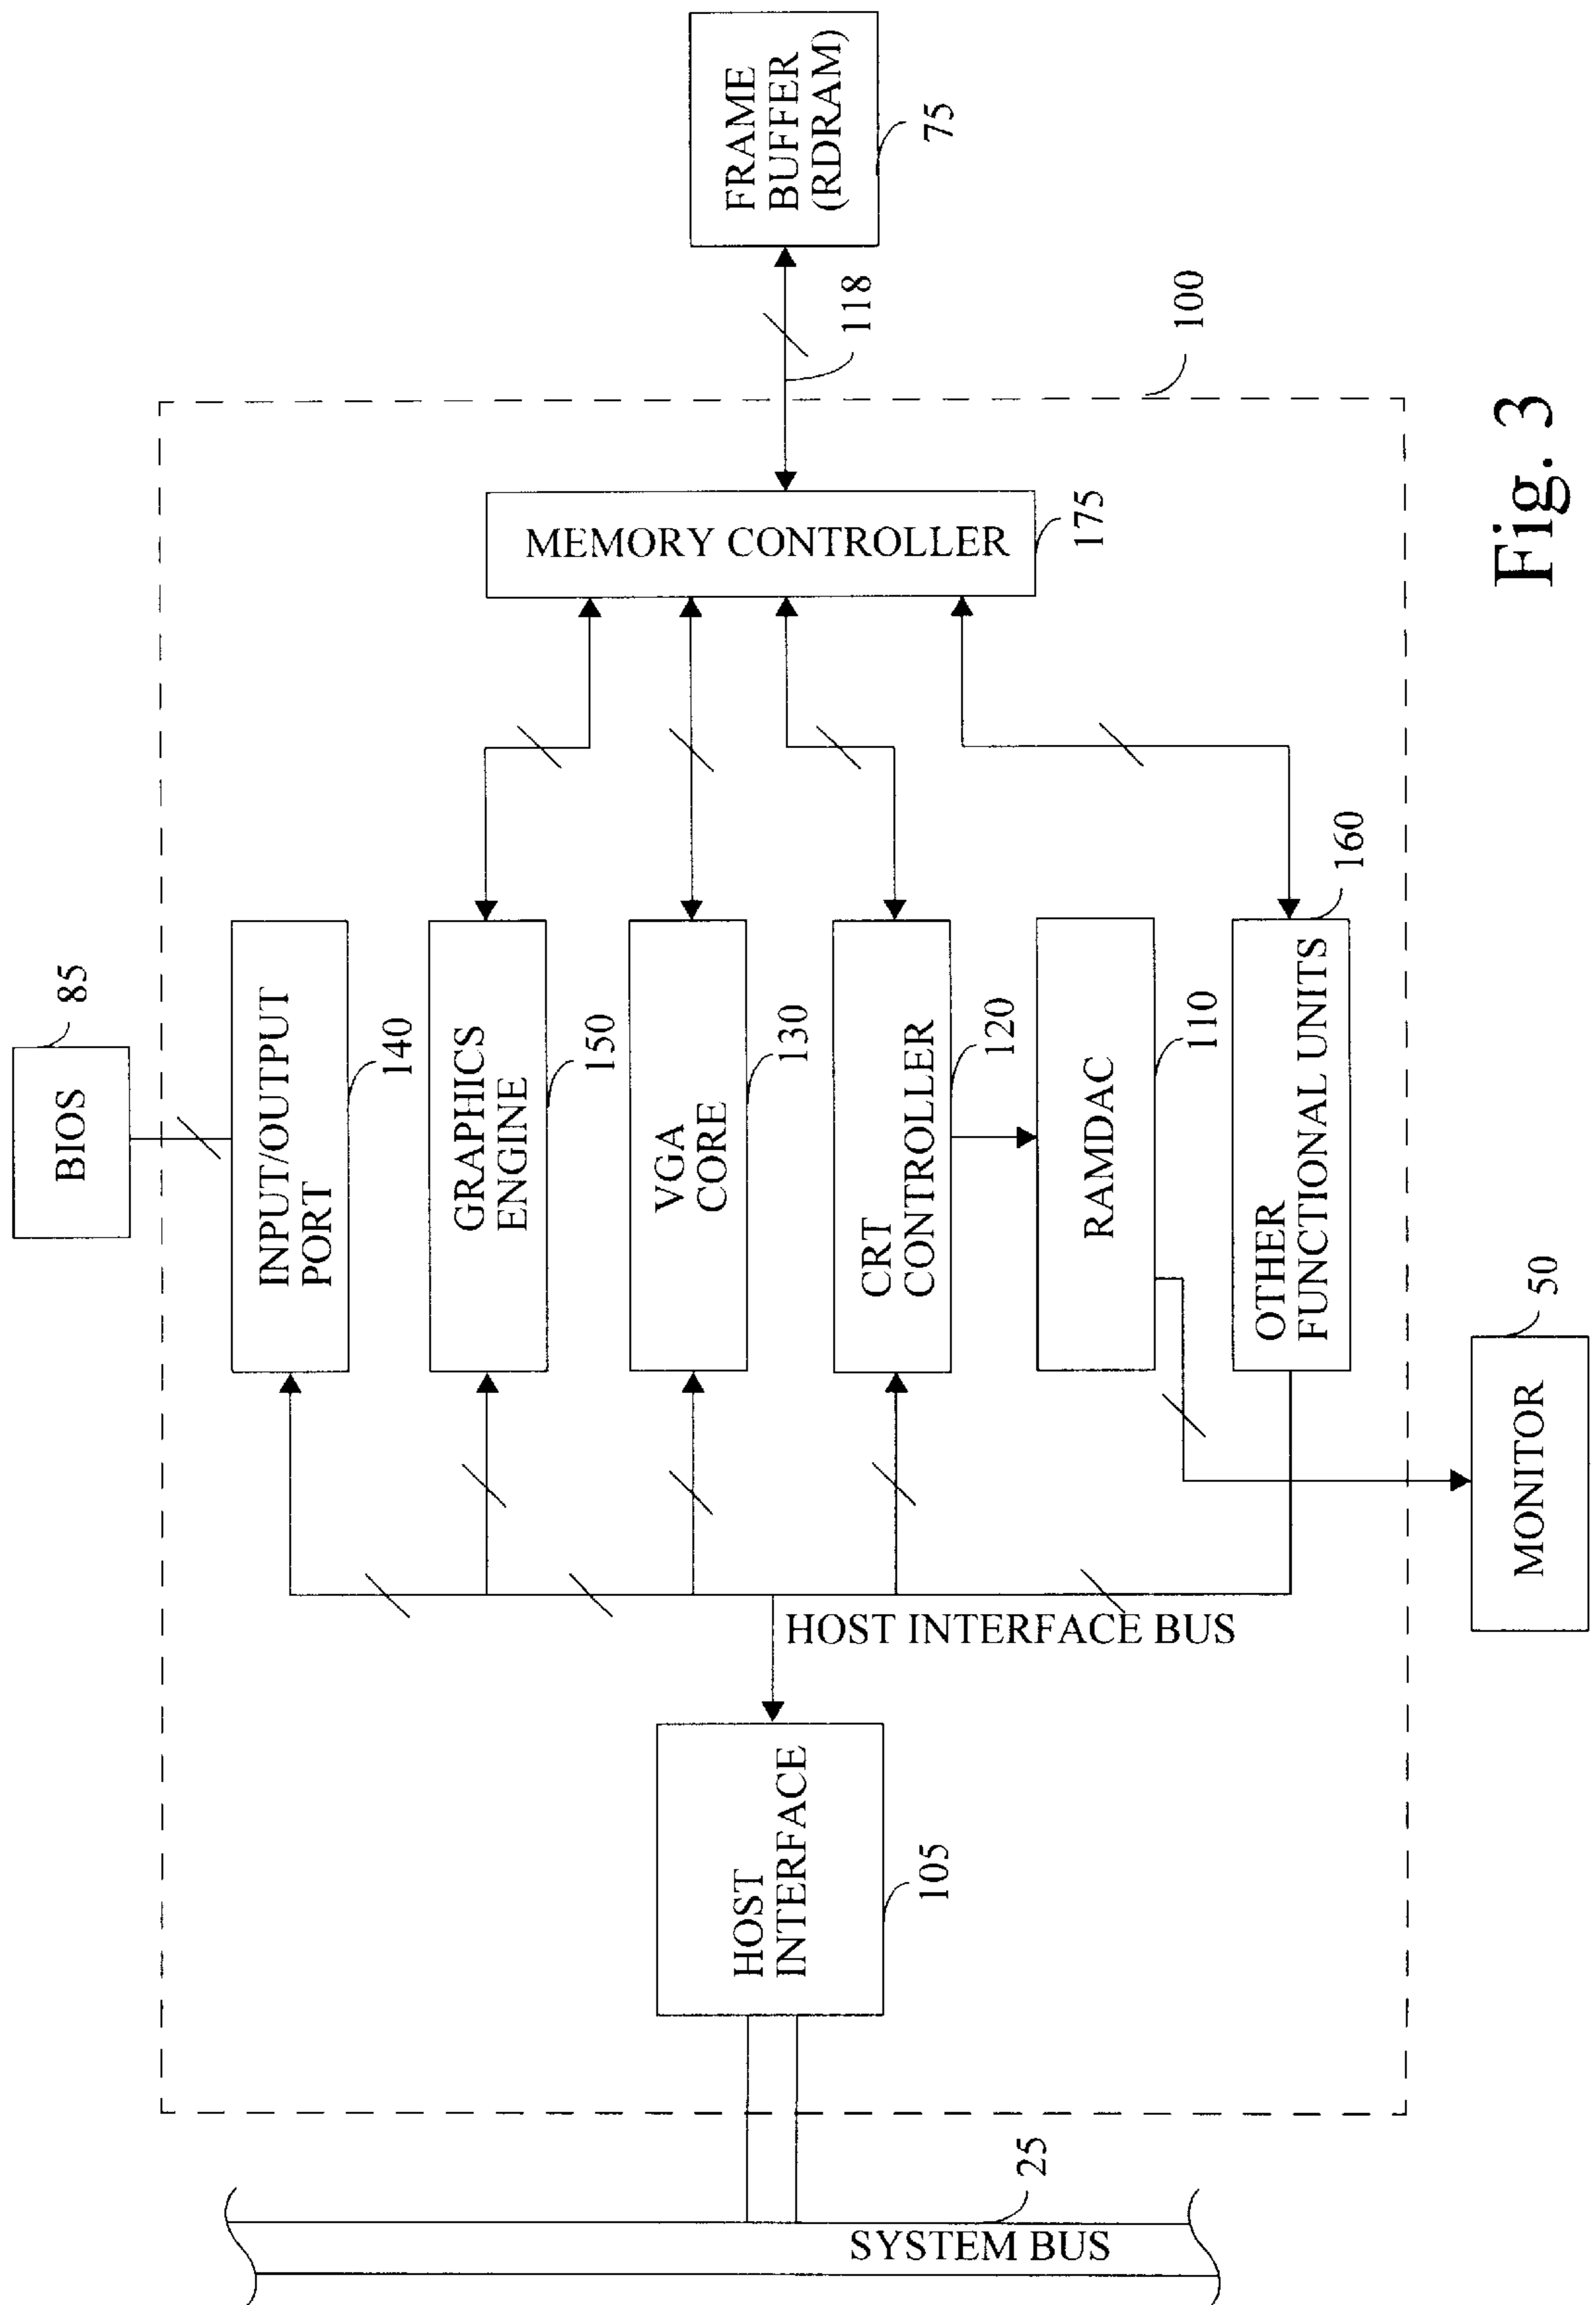 BIOS
85
INPUT/OUTPUT
PORT
140
GRAPHICS
ENGINE
150
VGA
CORE
130
CRT
CONTROLLER
120
RAMDAC
110
OTHER
FUNCTIONAL UNITS
160
SYSTEM BUS
25
HOST
INTERFACE
105
HOST INTERFACE BUS
MEMORY CONTROLLER
175
118
FRAME
BUFFER
(RDRAM)
75
100
MONITOR
50
Fig. 3